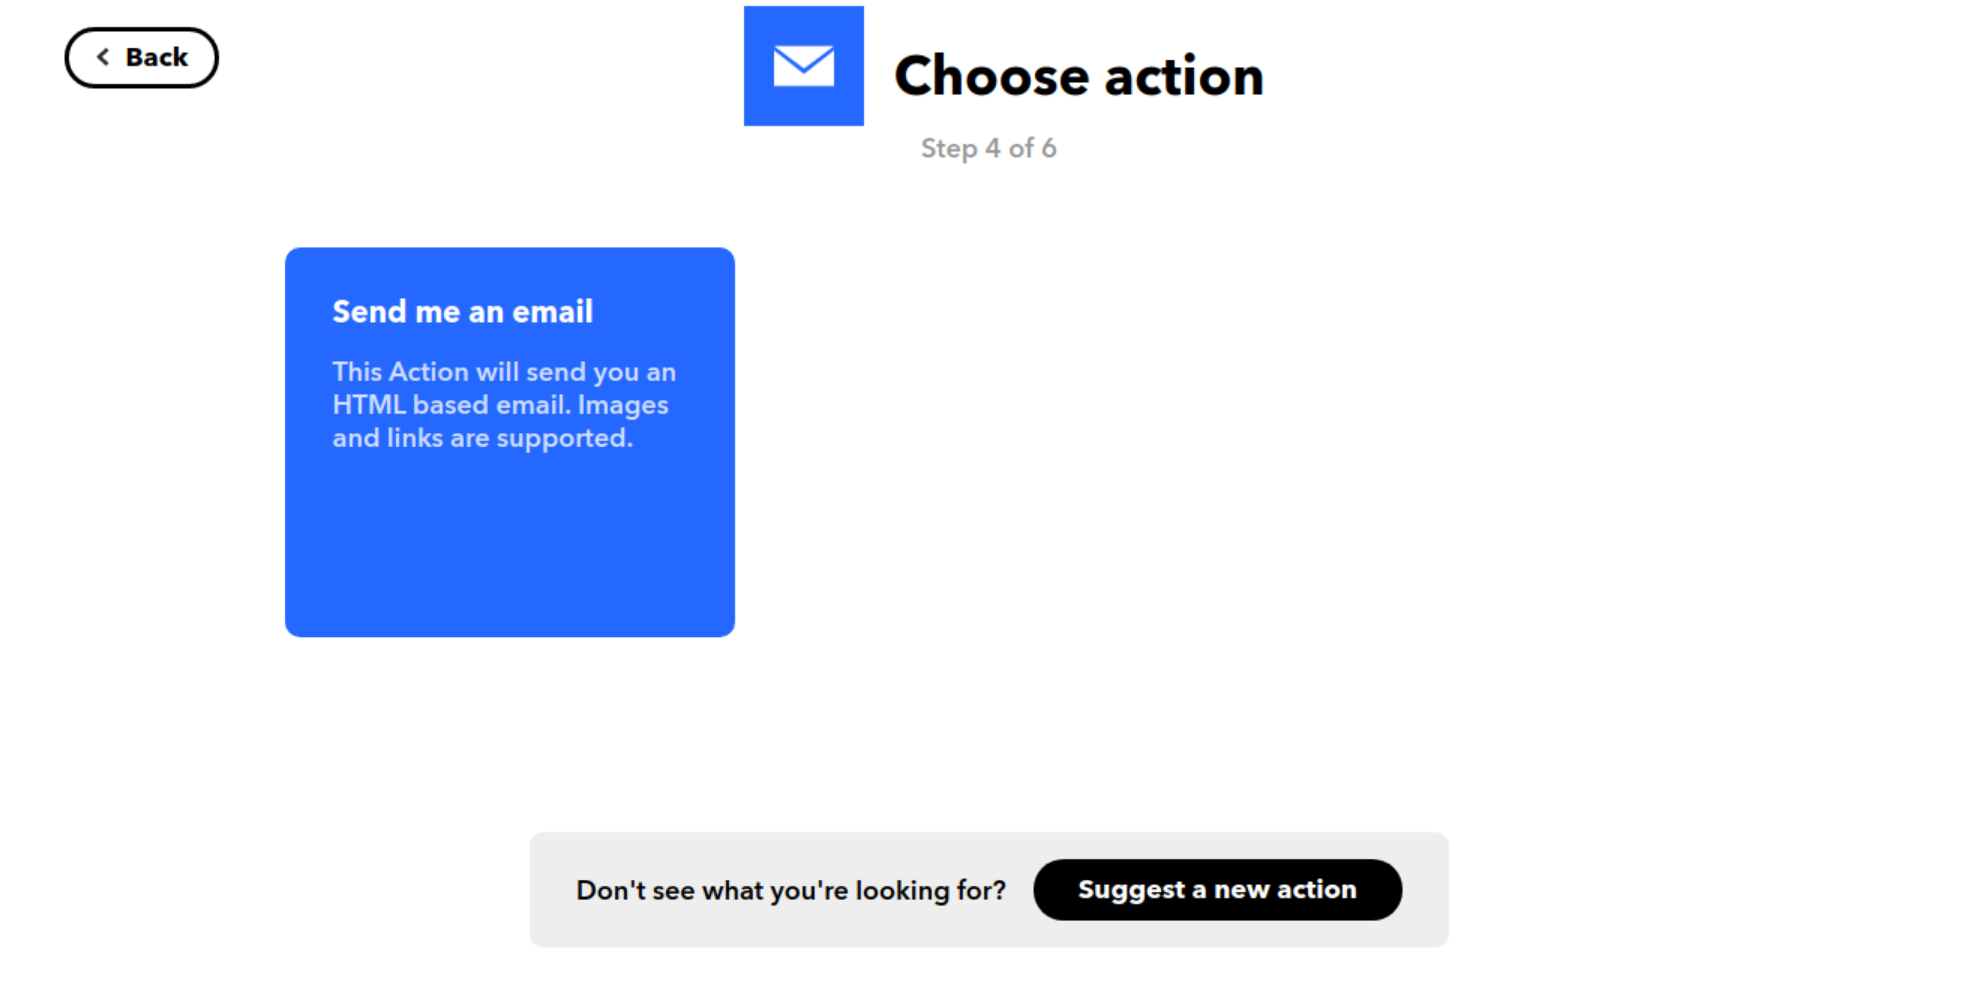 Back
Choose action
Step 4 of 6
Send me an email
This Action will send you an
HTML based email. Images
and links are supported.
Don't see what you're looking for?
Suggest a new action